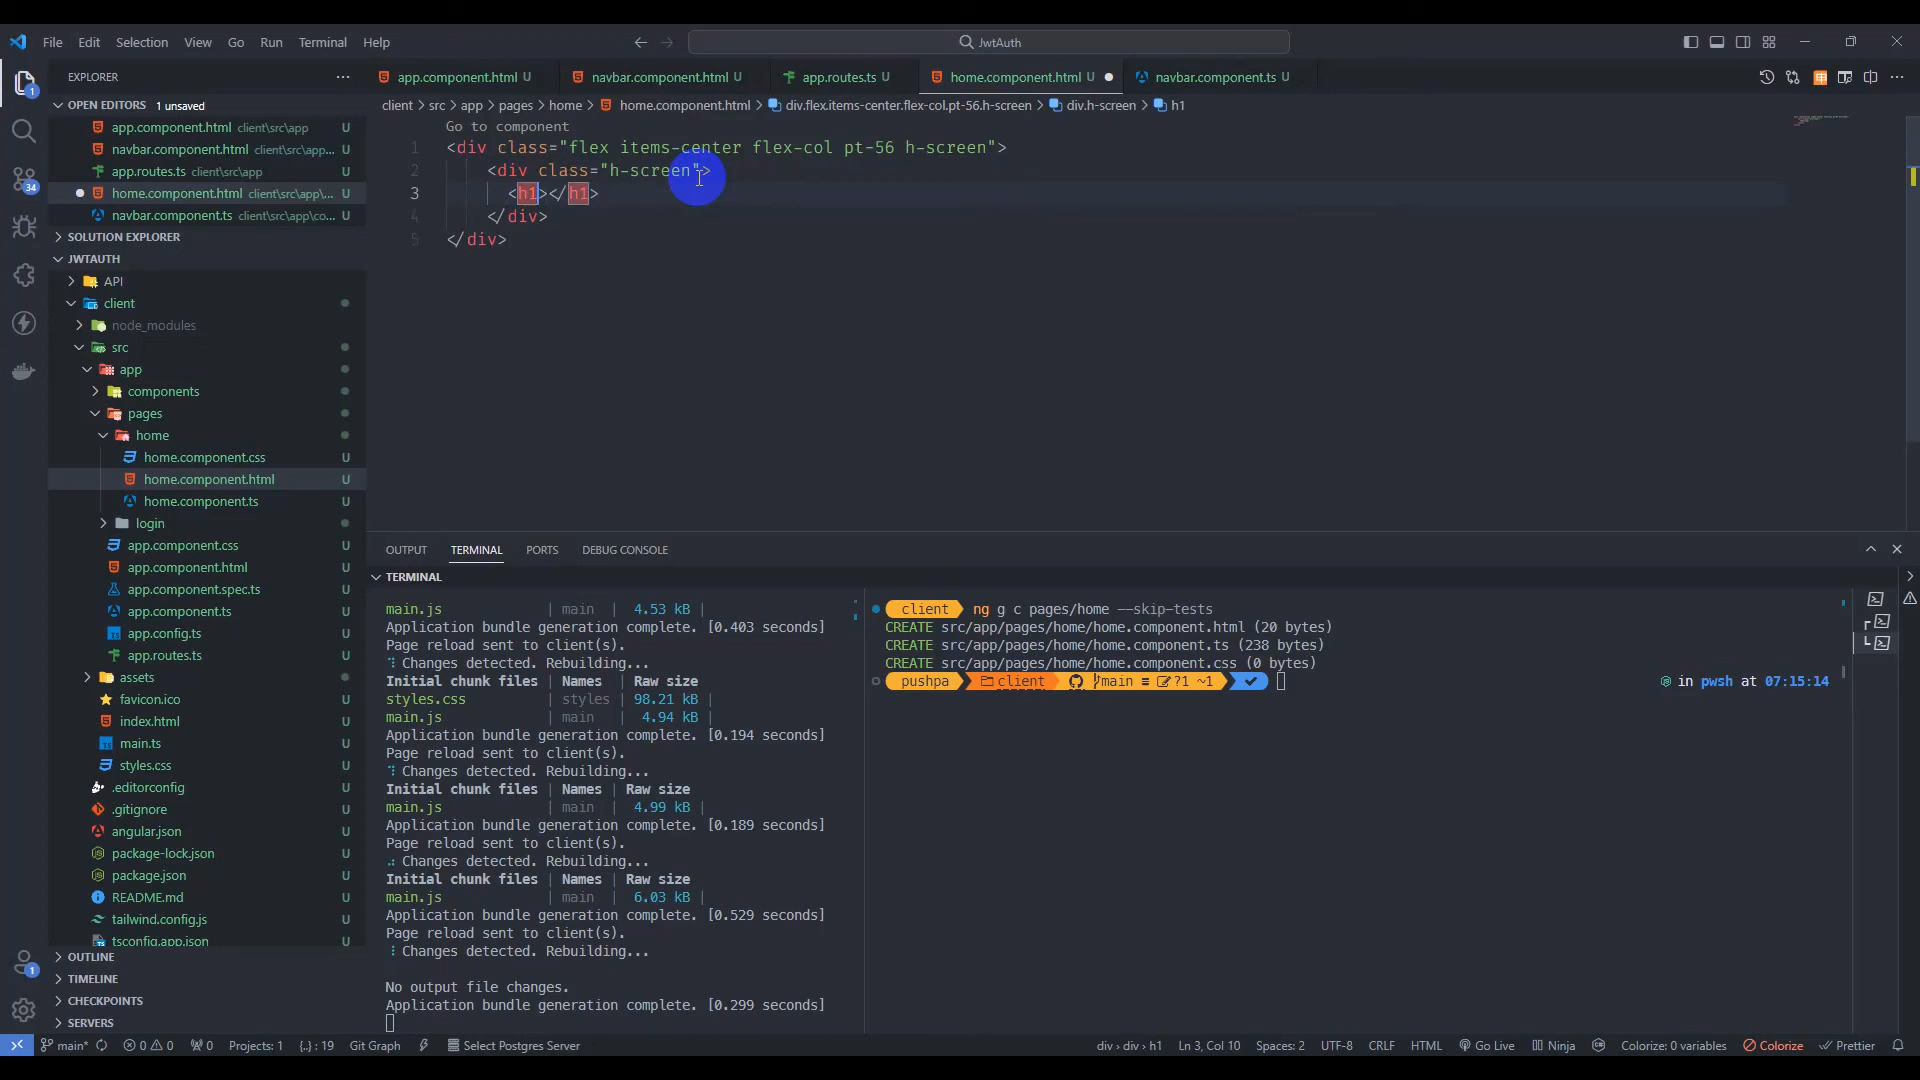 File Edit Selection View Go Run Terminal Help
JwtAuth
EXPLORER
app.component.html U
navbar.component.html U
app.routes.ts U
home.component.html U
navbar.component.ts U
OPEN EDITORS 1 unsaved
app.component.html client\src\app U
navbar.component.html client\src\app... U
app.routes.ts client\src\app U
home.component.html client\src\app\... U
navbar.component.ts client\src\app\co... U
SOLUTION EXPLORER
JWTAUTH
API
client
node_modules
src
app
components
pages
home
home.component.css U
home.component.html U
home.component.ts U
login
app.component.css U
app.component.html U
app.component.spec.ts U
app.component.ts U
app.config.ts U
app.routes.ts U
assets
favicon.ico U
index.html U
main.ts U
styles.css U
.editorconfig U
.gitignore U
angular.json U
package-lock.json U
package.json U
README.md U
tailwind.config.js U
tsconfig.app.json U
OUTLINE
TIMELINE
CHECKPOINTS
SERVERS
client > src > app > pages > home > home.component.html > div.flex.items-center.flex-col.pt-56.h-screen > div.h-screen > h1
Go to component
1 <div class="flex items-center flex-col pt-56 h-screen">
2 <div class="h-screen">
3 <h1></h1>
4 </div>
5 </div>
OUTPUT TERMINAL PORTS DEBUG CONSOLE
TERMINAL
main.js | main | 4.53 kB |
Application bundle generation complete. [0.403 seconds]
Page reload sent to client(s).
Changes detected. Rebuilding...
Initial chunk files | Names | Raw size
styles.css | styles | 98.21 kB |
main.js | main | 4.94 kB |
Application bundle generation complete. [0.194 seconds]
Page reload sent to client(s).
Changes detected. Rebuilding...
Initial chunk files | Names | Raw size
main.js | main | 4.99 kB |
Application bundle generation complete. [0.189 seconds]
Page reload sent to client(s).
Changes detected. Rebuilding...
Initial chunk files | Names | Raw size
main.js | main | 6.03 kB |
Application bundle generation complete. [0.529 seconds]
Page reload sent to client(s).
Changes detected. Rebuilding...
No output file changes.
Application bundle generation complete. [0.299 seconds]
client ng g c pages/home --skip-tests
CREATE src/app/pages/home/home.component.html (20 bytes)
CREATE src/app/pages/home/home.component.ts (238 bytes)
CREATE src/app/pages/home/home.component.css (0 bytes)
pushpa client main ≡ ?1 ~1 in pwsh at 07:15:14
1
34
1
main* 0 0 0 Projects: 1 {..} : 19 Git Graph Select Postgres Server div › div › h1 Ln 3, Col 10 Spaces: 2 UTF-8 CRLF HTML Go Live Ninja Colorize: 0 variables Colorize Prettier